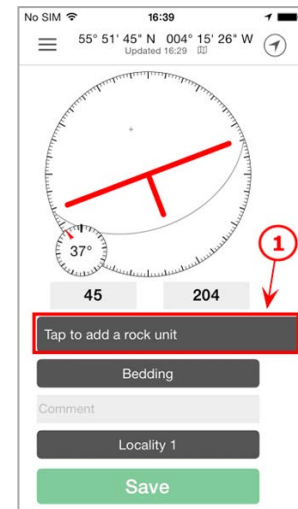 No SIM 16:39
55° 51' 45" N 004° 15' 26" W
Updated 16:29
37°
45 204
1
Tap to add a rock unit
Bedding
Comment
Locality 1
Save